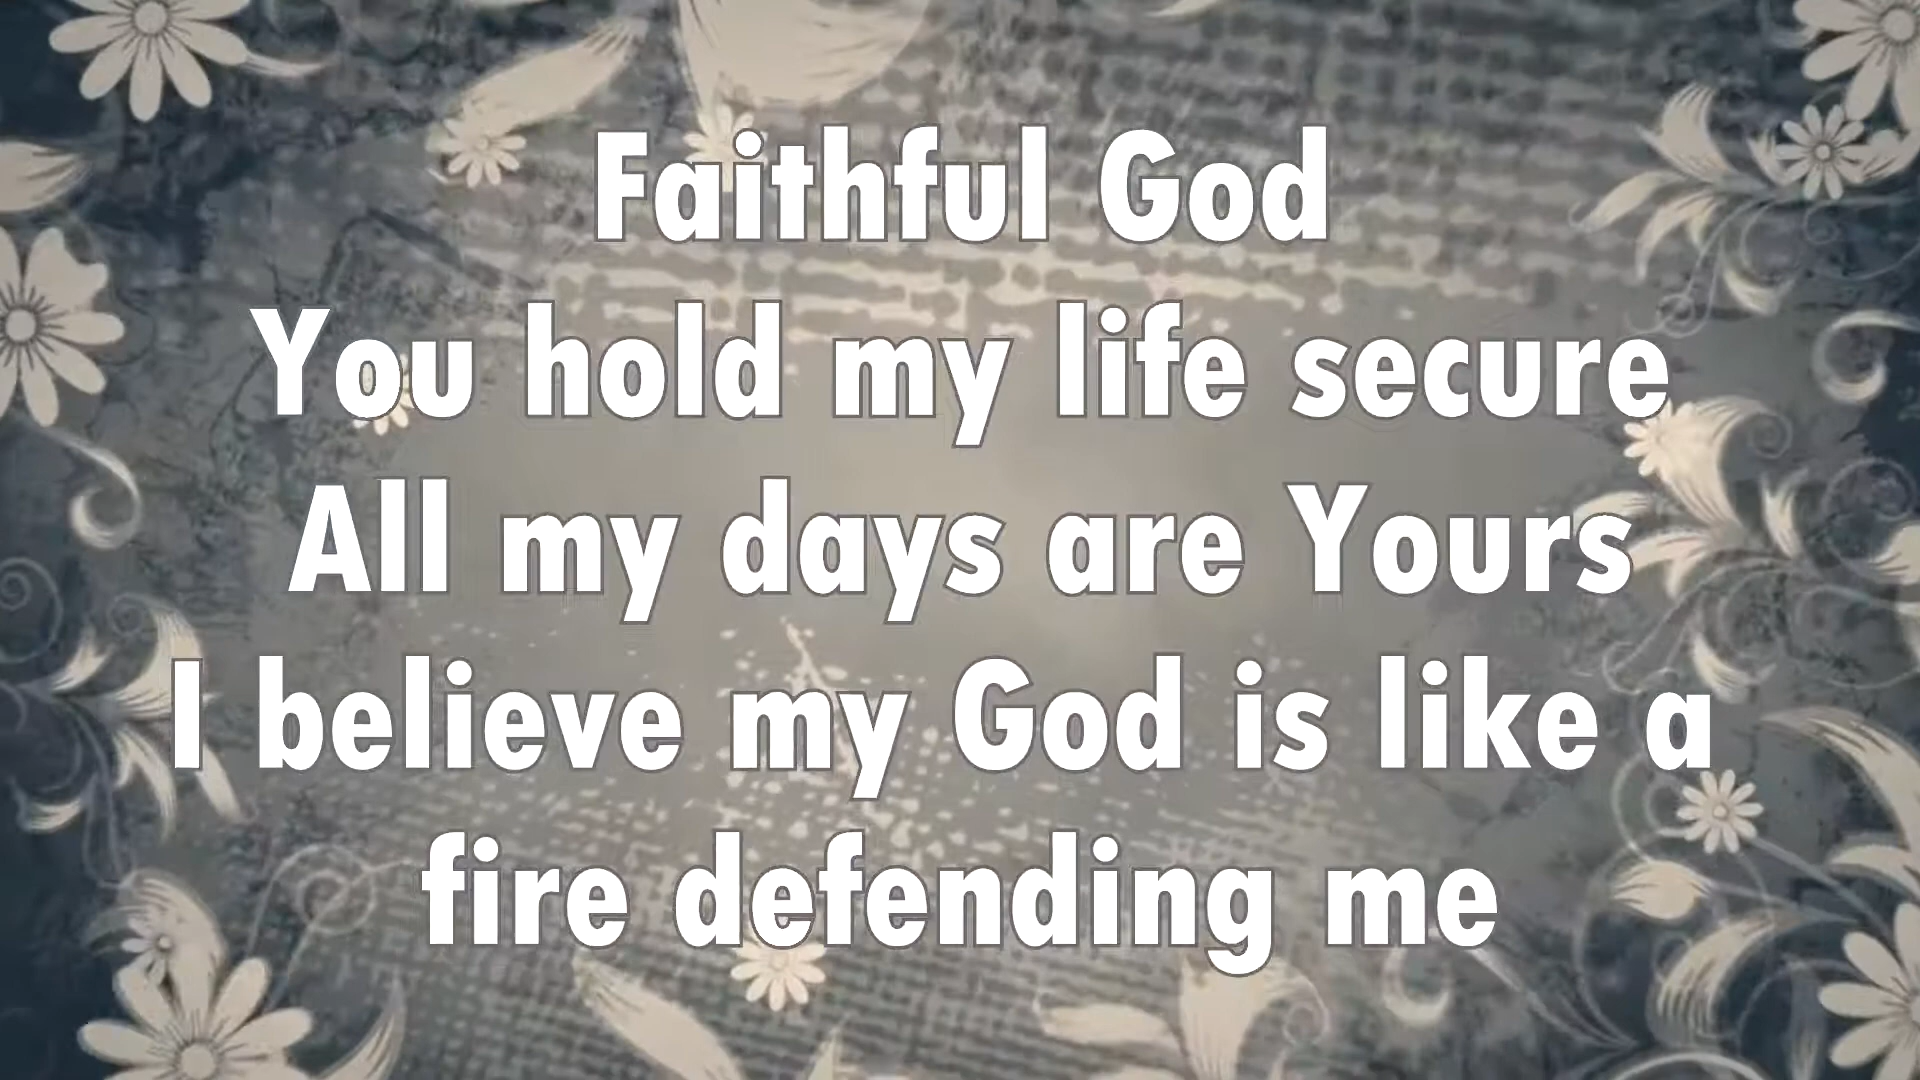 Faithful God
You hold my life secure
All my days are Yours
I believe my God is like a
fire defending me